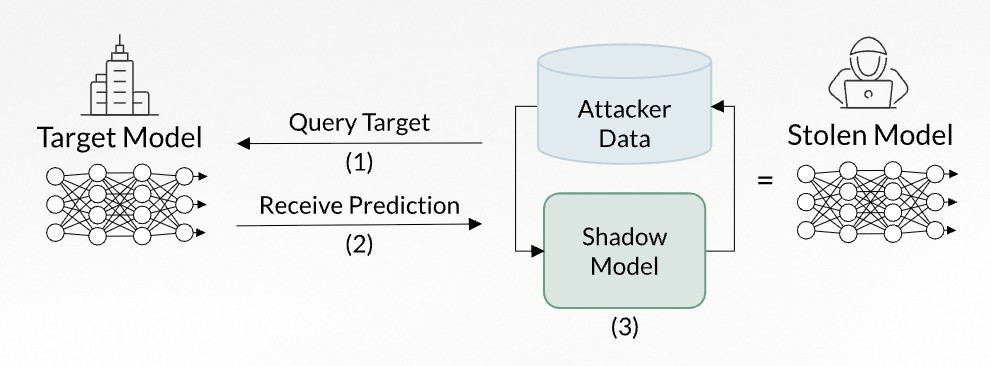 Target Model
Query Target
(1)
Receive Prediction
(2)
Attacker
Data
Shadow
Model
(3)
=
Stolen Model